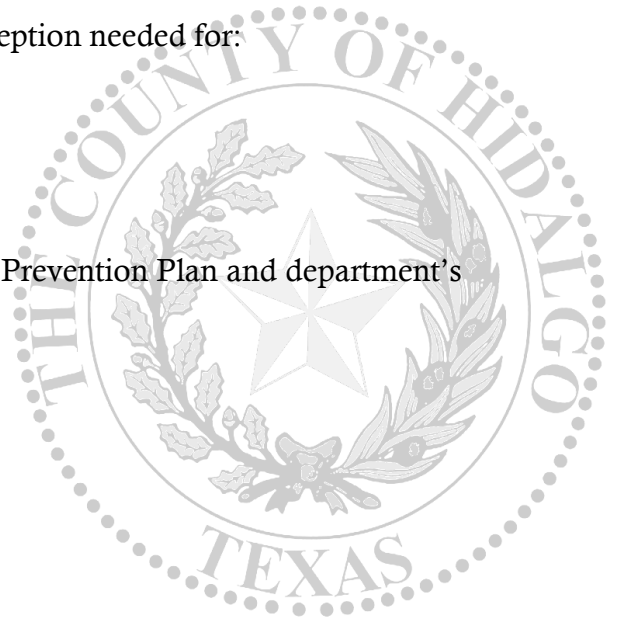 eption needed for:
THE COUNTY OF HIDALGO
Prevention Plan and department’s
TEXAS